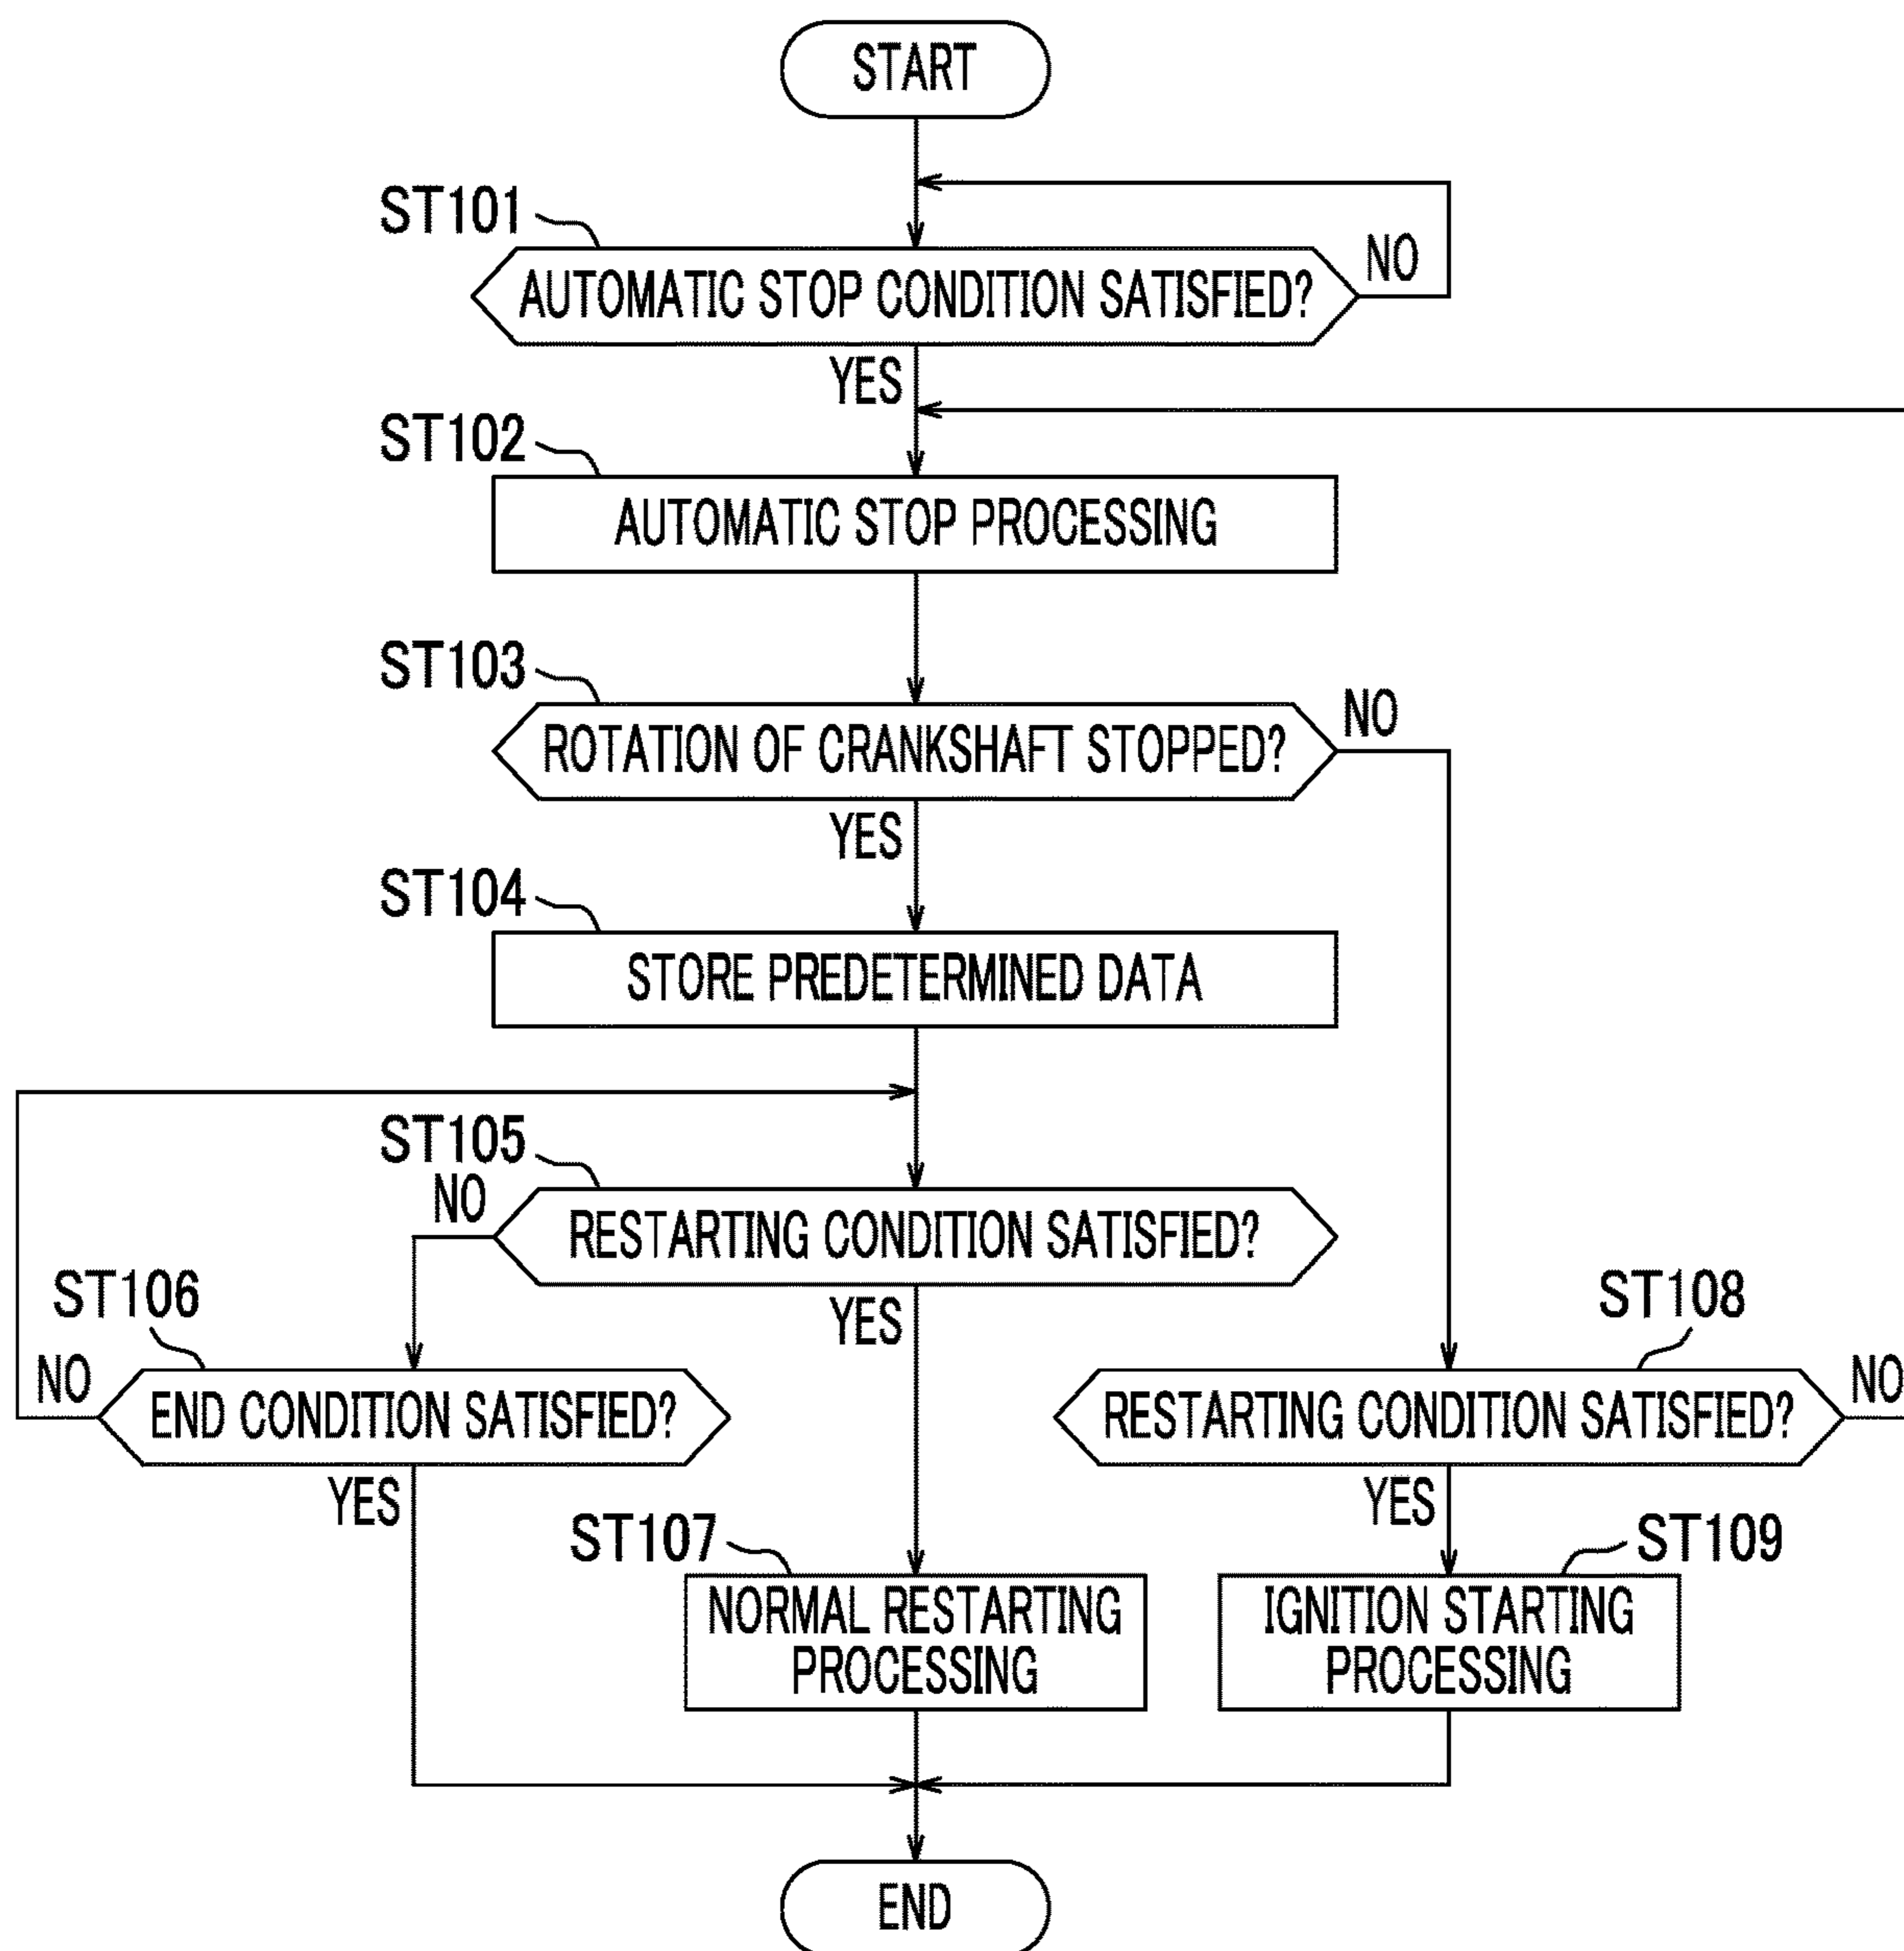 START
ST101
AUTOMATIC STOP CONDITION SATISFIED?
NO
YES
ST102
AUTOMATIC STOP PROCESSING
ST103
ROTATION OF CRANKSHAFT STOPPED?
NO
YES
ST104
STORE PREDETERMINED DATA
ST105
NO
RESTARTING CONDITION SATISFIED?
YES
ST106
NO
END CONDITION SATISFIED?
YES
ST108
RESTARTING CONDITION SATISFIED?
NO
YES
ST107
NORMAL RESTARTING
PROCESSING
ST109
IGNITION STARTING
PROCESSING
END